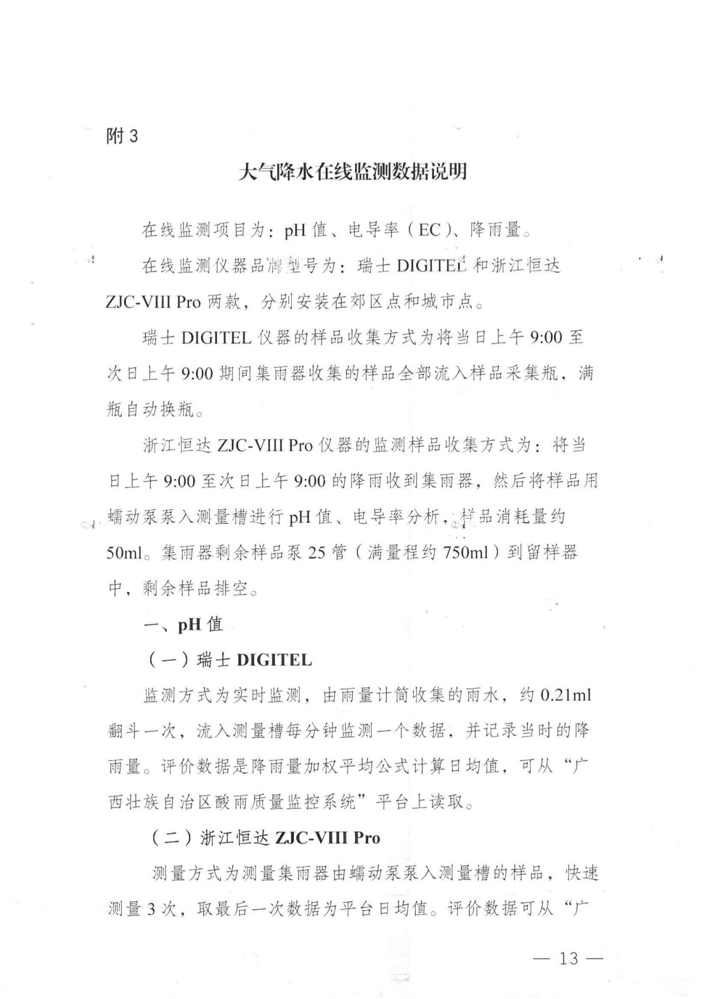 附 3
大气降水在线监测数据说明
在线监测项目为：pH 值、电导率（EC）、降雨量。
在线监测仪器品牌型号为：瑞士 DIGITEL 和浙江恒达
ZJC-VIII Pro 两款，分别安装在郊区点和城市点。
瑞士 DIGITEL 仪器的样品收集方式为将当日上午 9:00 至
次日上午 9:00 期间集雨器收集的样品全部流入样品采集瓶，满
瓶自动换瓶。
浙江恒达 ZJC-VIII Pro 仪器的监测样品收集方式为：将当
日上午 9:00 至次日上午 9:00 的降雨收到集雨器，然后将样品用
蠕动泵泵入测量槽进行 pH 值、电导率分析，样品消耗量约
50ml。集雨器剩余样品泵 25 管（满量程约 750ml）到留样器
中，剩余样品排空。
一、pH 值
（一）瑞士 DIGITEL
监测方式为实时监测，由雨量计筒收集的雨水，约 0.21ml
翻斗一次，流入测量槽每分钟监测一个数据，并记录当时的降
雨量。评价数据是降雨量加权平均公式计算日均值，可从“广
西壮族自治区酸雨质量监控系统”平台上读取。
（二）浙江恒达 ZJC-VIII Pro
测量方式为测量集雨器由蠕动泵泵入测量槽的样品，快速
测量 3 次，取最后一次数据为平台日均值。评价数据可从“广
— 13 —